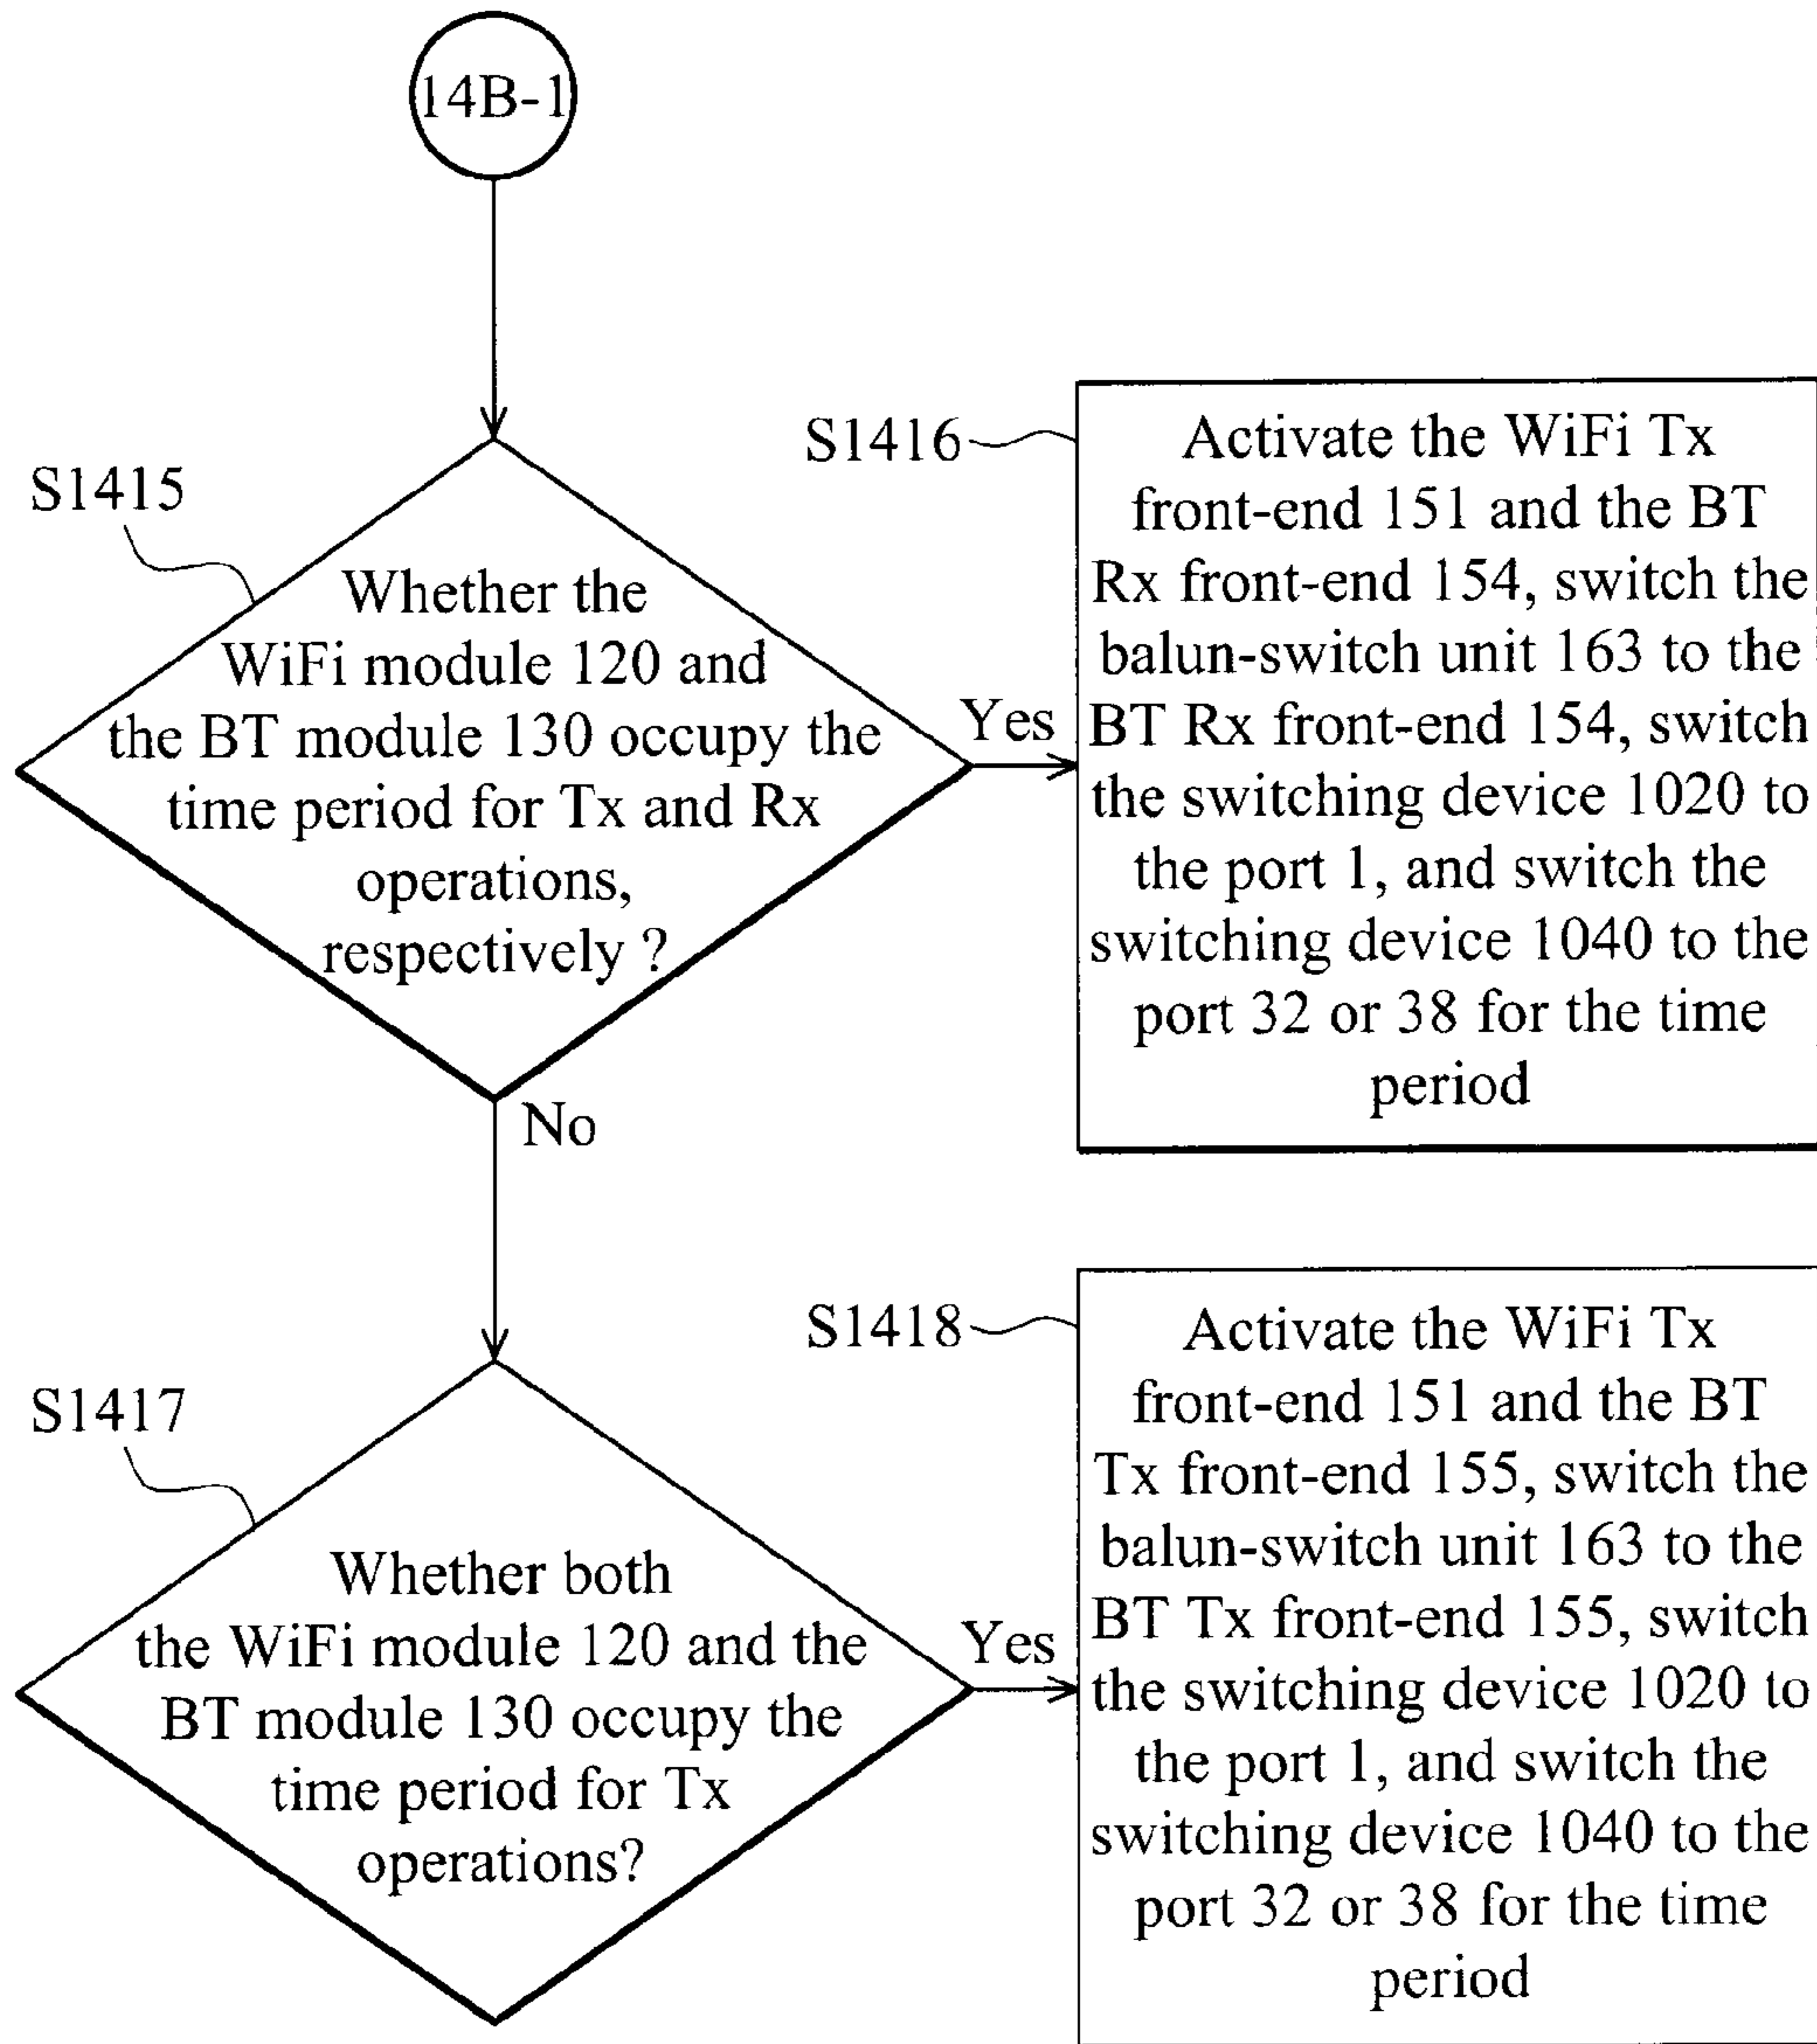 14B-1
S1415
Whether the
WiFi module 120 and
the BT module 130 occupy the
time period for Tx and Rx
operations,
respectively ?
Yes
No
S1416
Activate the WiFi Tx
front-end 151 and the BT
Rx front-end 154, switch the
balun-switch unit 163 to the
BT Rx front-end 154, switch
the switching device 1020 to
the port 1, and switch the
switching device 1040 to the
port 32 or 38 for the time
period
S1417
Whether both
the WiFi module 120 and the
BT module 130 occupy the
time period for Tx
operations?
Yes
S1418
Activate the WiFi Tx
front-end 151 and the BT
Tx front-end 155, switch the
balun-switch unit 163 to the
BT Tx front-end 155, switch
the switching device 1020 to
the port 1, and switch the
switching device 1040 to the
port 32 or 38 for the time
period